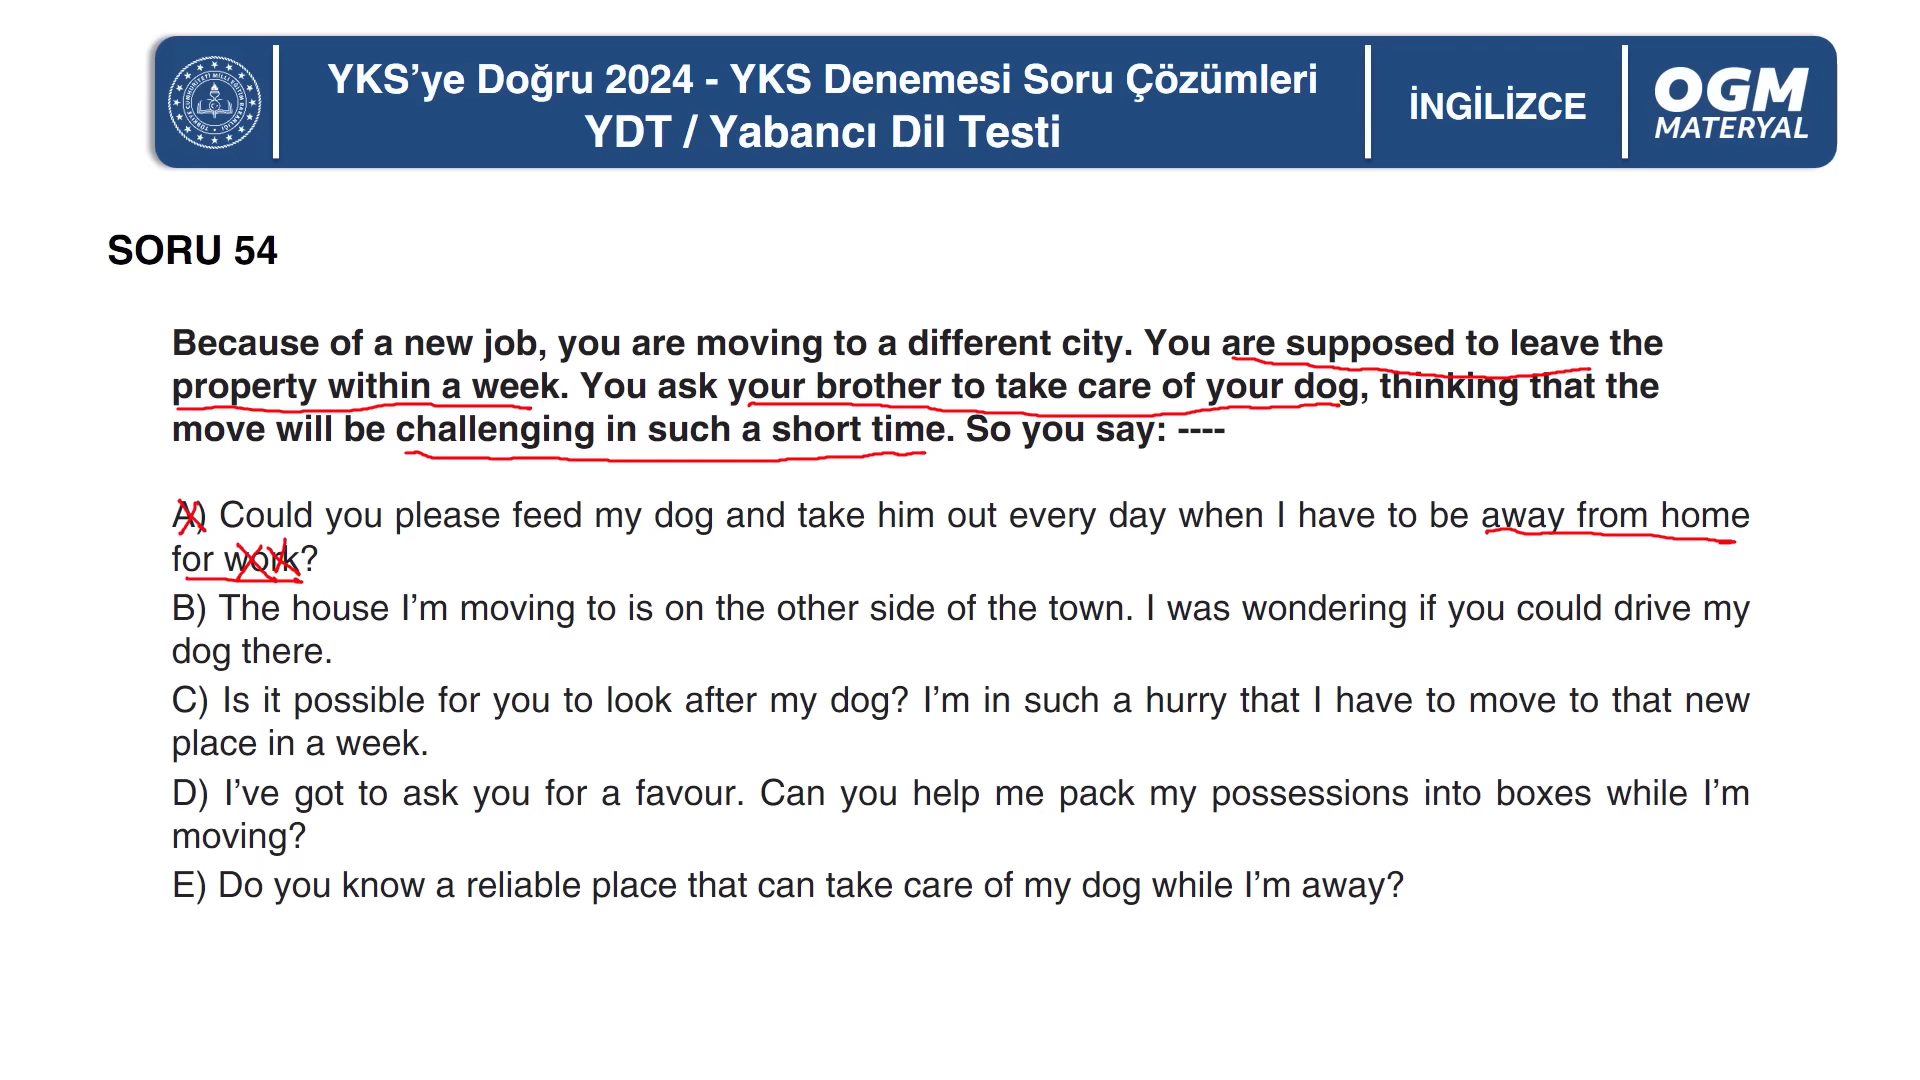 YKS’ye Doğru 2024 - YKS Denemesi Soru Çözümleri
YDT / Yabancı Dil Testi
İNGİLİZCE
OGM
MATERYAL
SORU 54
Because of a new job, you are moving to a different city. You are supposed to leave the
property within a week. You ask your brother to take care of your dog, thinking that the
move will be challenging in such a short time. So you say: ----
A) Could you please feed my dog and take him out every day when I have to be away from home
for work?
B) The house I’m moving to is on the other side of the town. I was wondering if you could drive my
dog there.
C) Is it possible for you to look after my dog? I’m in such a hurry that I have to move to that new
place in a week.
D) I’ve got to ask you for a favour. Can you help me pack my possessions into boxes while I’m
moving?
E) Do you know a reliable place that can take care of my dog while I’m away?